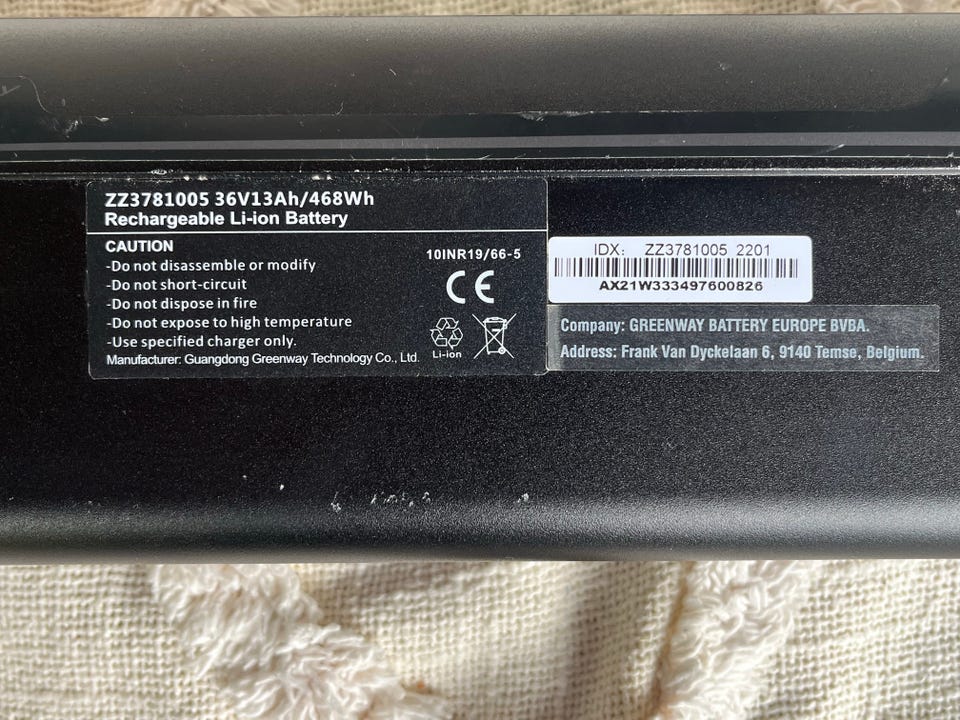 ZZ3781005 36V13Ah/468Wh
Rechargeable Li-ion Battery
CAUTION
-Do not disassemble or modify
-Do not short-circuit
-Do not dispose in fire
-Do not expose to high temperature
-Use specified charger only.
Manufacturer: Guangdong Greenway Technology Co., Ltd.
10INR19/66-5
CE
Li-ion
IDX: ZZ3781005 2201
AX21W333497600826
Company: GREENWAY BATTERY EUROPE BVBA.
Address: Frank Van Dyckelaan 6, 9140 Temse, Belgium.